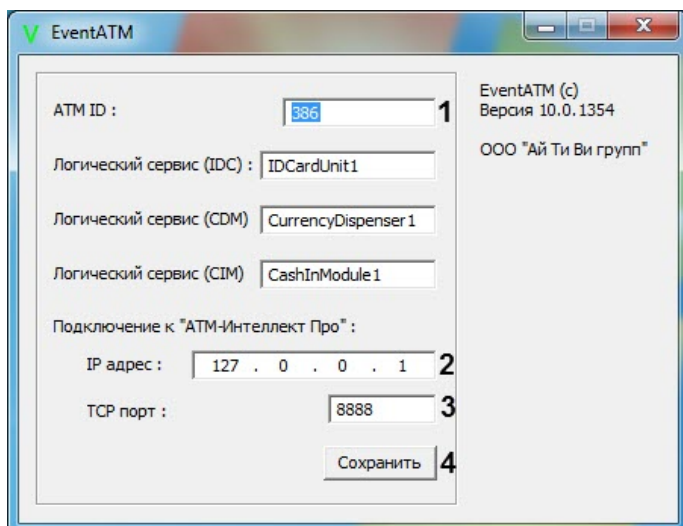 EventATM
ATM ID : 386 1
EventATM (c)
Версия 10.0.1354
ООО "Ай Ти Ви групп"
Логический сервис (IDC) : IDCardUnit1
Логический сервис (CDM) CurrencyDispenser1
Логический сервис (CIM) CashInModule1
Подключение к "АТМ-Интеллект Про" :
IP адрес : 127 . 0 . 0 . 1 2
TCP порт : 8888 3
Сохранить 4